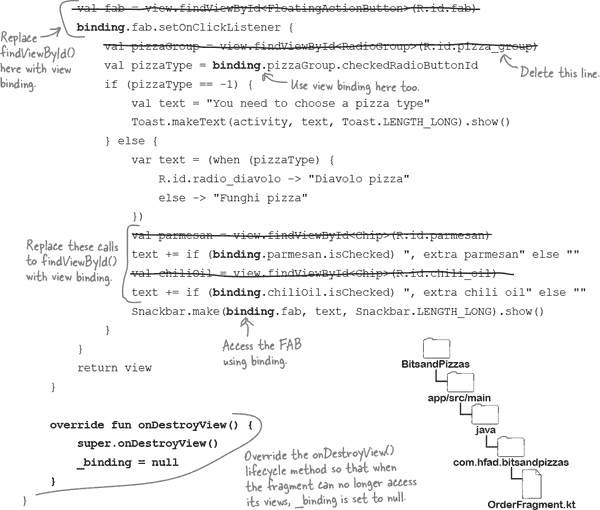 val fab = view.findViewById<FloatingActionButton>(R.id.fab)
binding.fab.setOnClickListener {
Replace
findViewById()
here with view
binding.
val pizzaGroup = view.findViewById<RadioGroup>(R.id.pizza_group)
val pizzaType = binding.pizzaGroup.checkedRadioButtonId
Delete this line.
if (pizzaType == -1) {
Use view binding here too.
val text = "You need to choose a pizza type"
Toast.makeText(activity, text, Toast.LENGTH_LONG).show()
} else {
var text = (when (pizzaType) {
R.id.radio_diavolo -> "Diavolo pizza"
else -> "Funghi pizza"
})
Replace these calls
to findViewById()
with view binding.
val parmesan = view.findViewById<Chip>(R.id.parmesan)
text += if (binding.parmesan.isChecked) ", extra parmesan" else ""
val chiliOil = view.findViewById<Chip>(R.id.chili_oil)
text += if (binding.chiliOil.isChecked) ", extra chili oil" else ""
Snackbar.make(binding.fab, text, Snackbar.LENGTH_LONG).show()
}
Access the FAB
using binding.
}
return view
}
override fun onDestroyView() {
super.onDestroyView()
_binding = null
}
}
Override the onDestroyView()
lifecycle method so that when
the fragment can no longer access
its views, _binding is set to null.
BitsandPizzas
app/src/main
java
com.hfad.bitsandpizzas
OrderFragment.kt